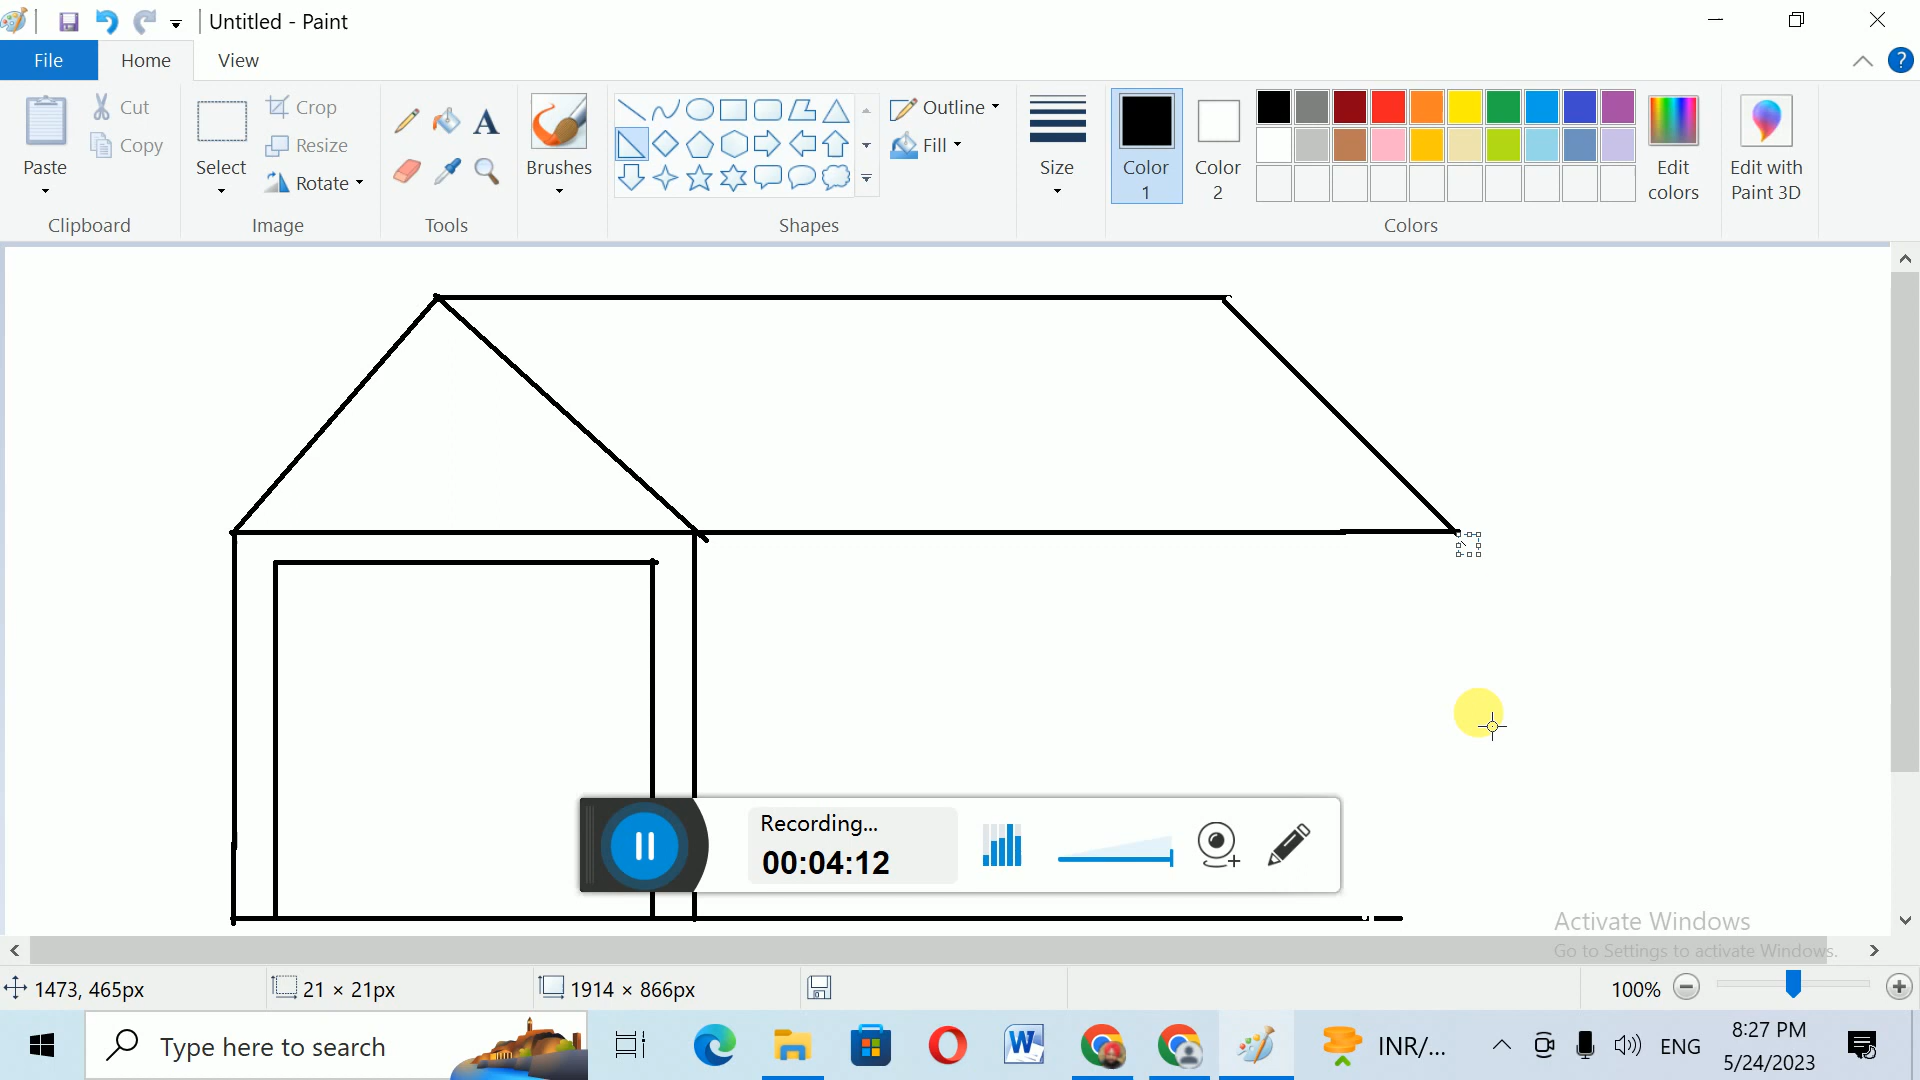 Untitled - Paint
File Home View
Paste
Cut
Copy
Clipboard
Select
Crop
Resize
Rotate
Image
Tools
Brushes
Outline
Fill
Shapes
Size
Color
1
Color
2
Edit
colors
Colors
Edit with
Paint 3D
Recording...
00:04:12
Activate Windows
Go to Settings to activate Windows.
1473, 465px
21 × 21px
1914 × 866px
100%
Type here to search
INR/...
ENG
8:27 PM
5/24/2023